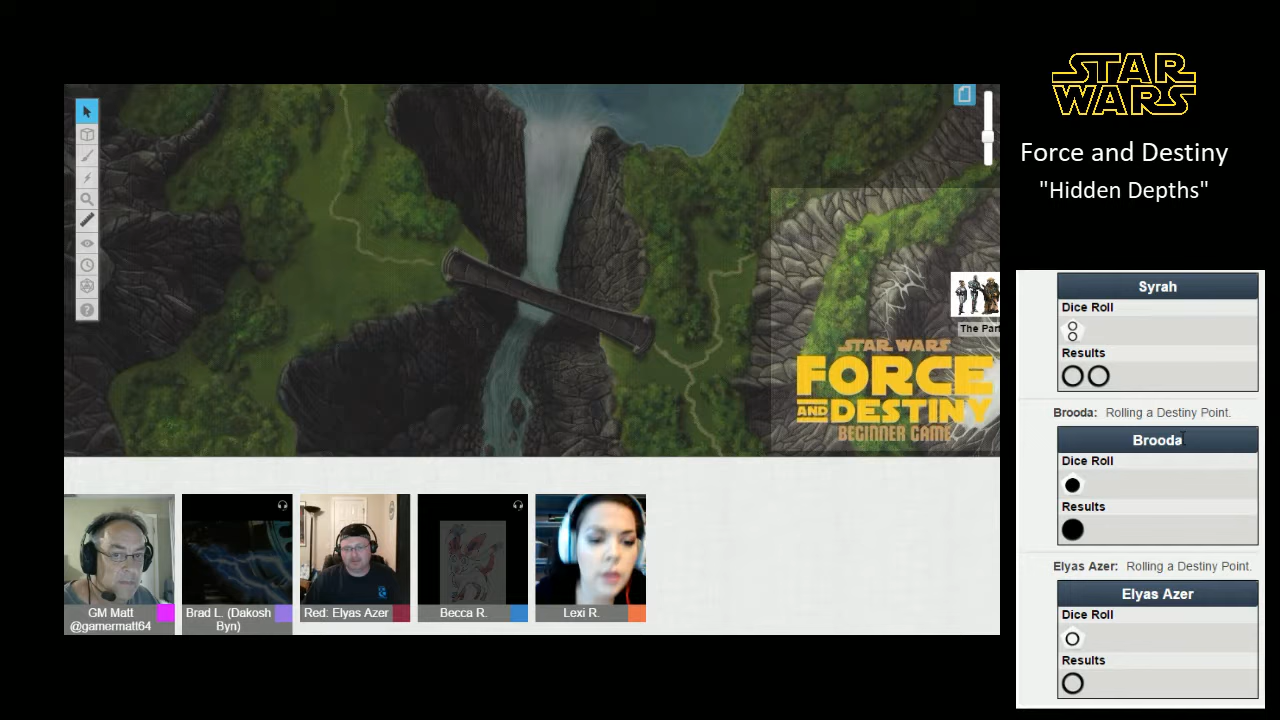 STAR
WARS
Force and Destiny
"Hidden Depths"
The Part
STAR WARS
FORCE
AND DESTINY
BEGINNER GAME
Syrah
Dice Roll
Results
Brooda: Rolling a Destiny Point.
Brooda
Dice Roll
Results
Elyas Azer: Rolling a Destiny Point.
Elyas Azer
Dice Roll
Results
GM Matt
@gamermatt64
Brad L. (Dakosh
Byn)
Red: Elyas Azer
Becca R.
Lexi R.